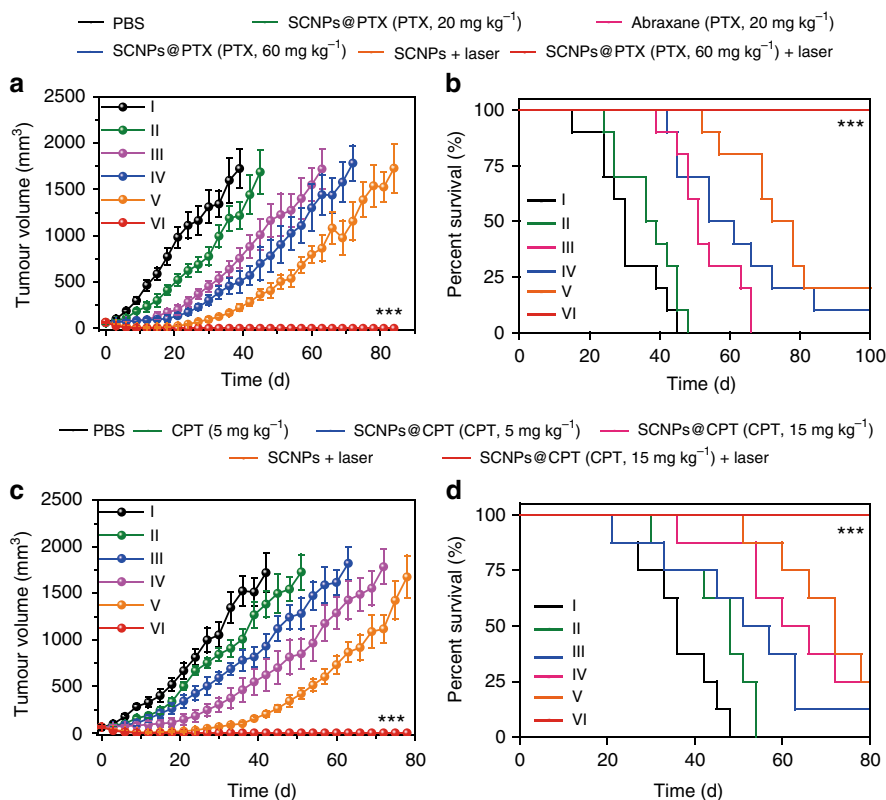 PBS SCNPs@PTX (PTX, 20 mg kg⁻¹) Abraxane (PTX, 20 mg kg⁻¹)
SCNPs@PTX (PTX, 60 mg kg⁻¹) SCNPs + laser SCNPs@PTX (PTX, 60 mg kg⁻¹) + laser
a
Tumour volume (mm³)
2500
2000
1500
1000
500
0
I
II
III
IV
V
VI
***
0 20 40 60 80
Time (d)
b
Percent survival (%)
100
75
50
25
0
I
II
III
IV
V
VI
***
0 20 40 60 80 100
Time (d)
PBS CPT (5 mg kg⁻¹) SCNPs@CPT (CPT, 5 mg kg⁻¹) SCNPs@CPT (CPT, 15 mg kg⁻¹)
SCNPs + laser SCNPs@CPT (CPT, 15 mg kg⁻¹) + laser
c
Tumour volume (mm³)
2500
2000
1500
1000
500
0
I
II
III
IV
V
VI
***
0 20 40 60 80
Time (d)
d
Percent survival (%)
100
75
50
25
0
I
II
III
IV
V
VI
***
0 20 40 60 80
Time (d)